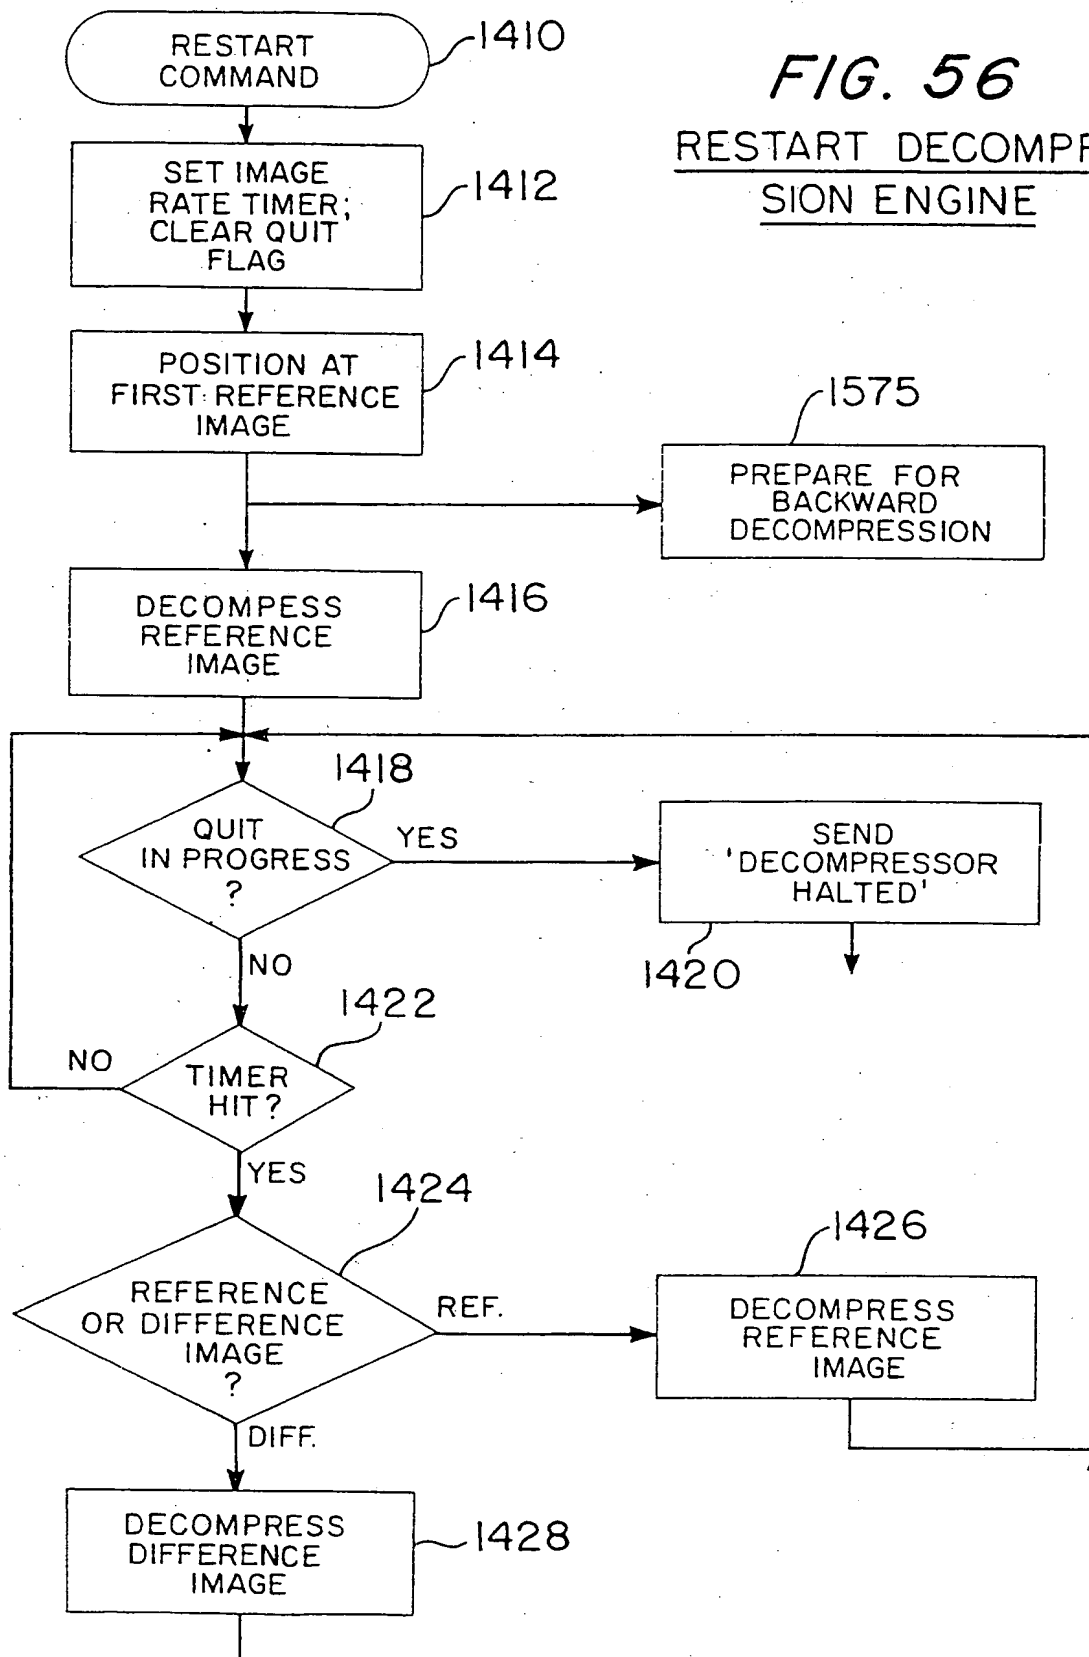 RESTART
COMMAND
1410
FIG. 56
RESTART DECOMPR
SION ENGINE
SET IMAGE
RATE TIMER;
CLEAR QUIT
FLAG
1412
POSITION AT
FIRST REFERENCE
IMAGE
1414
1575
PREPARE FOR
BACKWARD
DECOMPRESSION
DECOMPESS
REFERENCE
IMAGE
1416
1418
QUIT
IN PROGRESS
?
YES
SEND
'DECOMPRESSOR
HALTED'
1420
NO
1422
NO
TIMER
HIT?
YES
1424
REFERENCE
OR DIFFERENCE
IMAGE
?
REF.
1426
DECOMPRESS
REFERENCE
IMAGE
DIFF.
DECOMPRESS
DIFFERENCE
IMAGE
1428